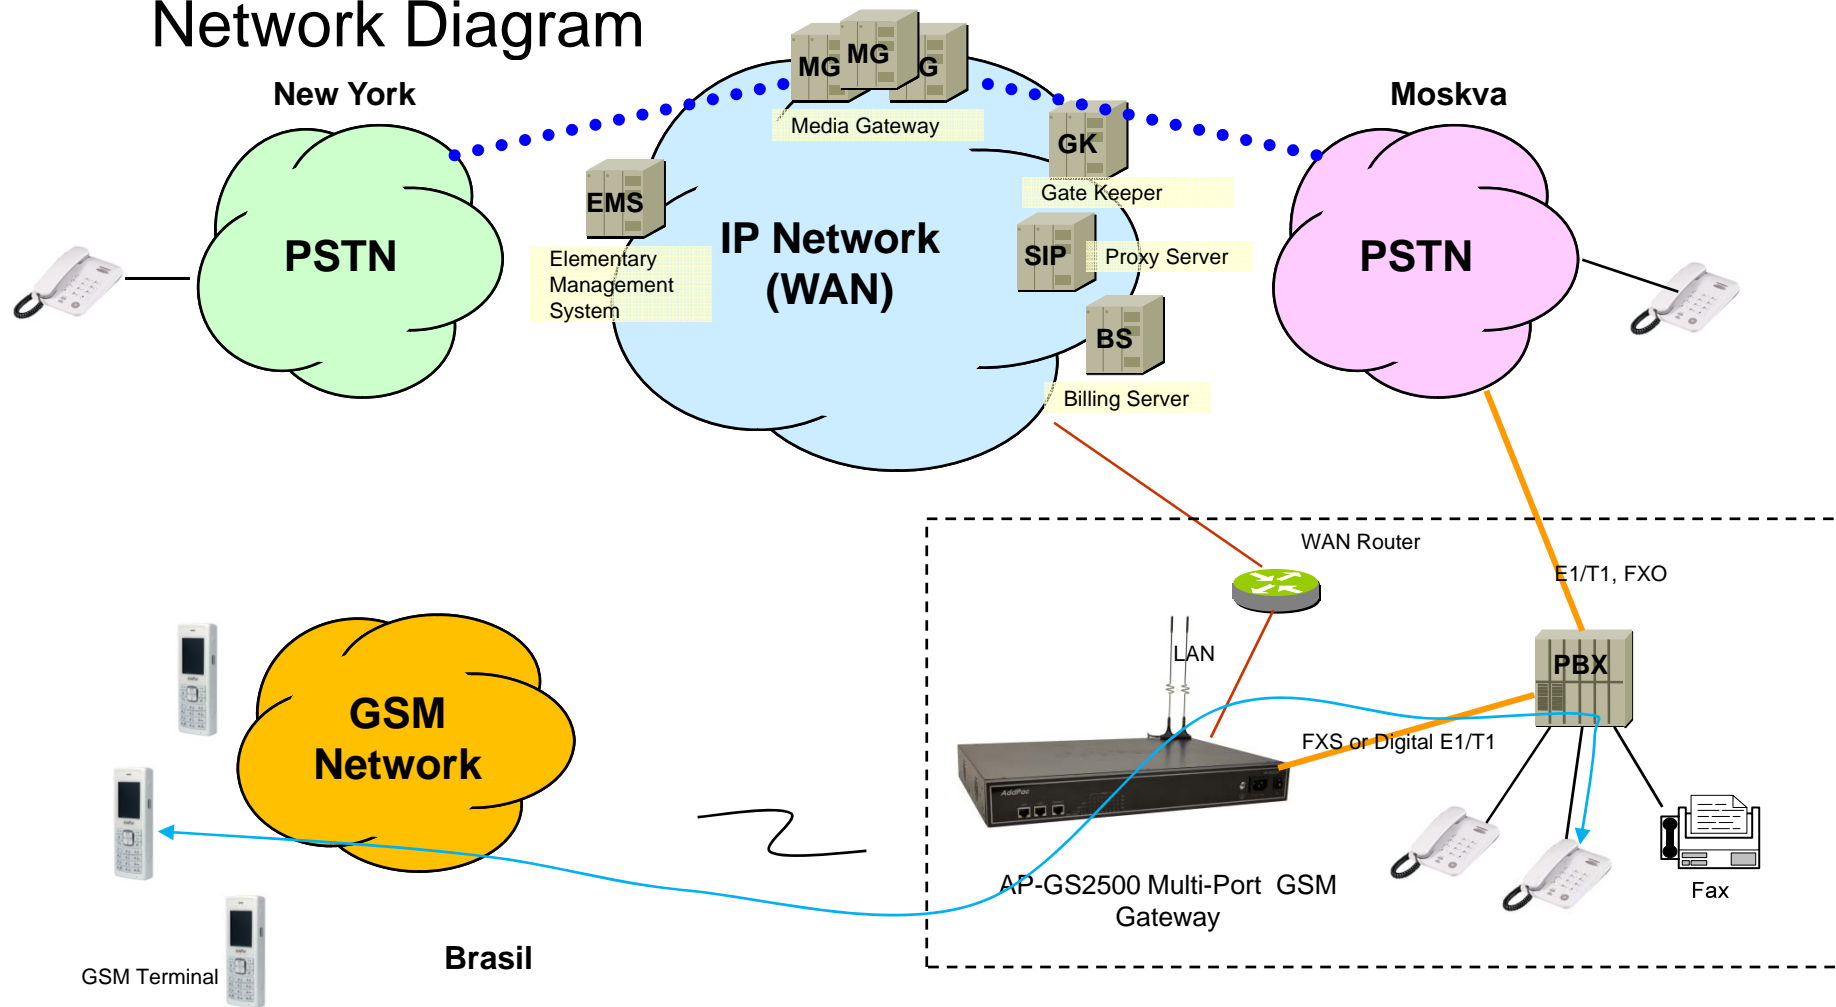 Network Diagram
New York
MG
MG
G
Media Gateway
Moskva
GK
Gate Keeper
EMS
Elementary
Management
System
PSTN
IP Network
(WAN)
SIP
Proxy Server
PSTN
BS
Billing Server
WAN Router
E1/T1, FXO
LAN
PBX
GSM
Network
FXS or Digital E1/T1
AddPac
AP-GS2500 Multi-Port GSM
Gateway
Fax
Brasil
GSM Terminal